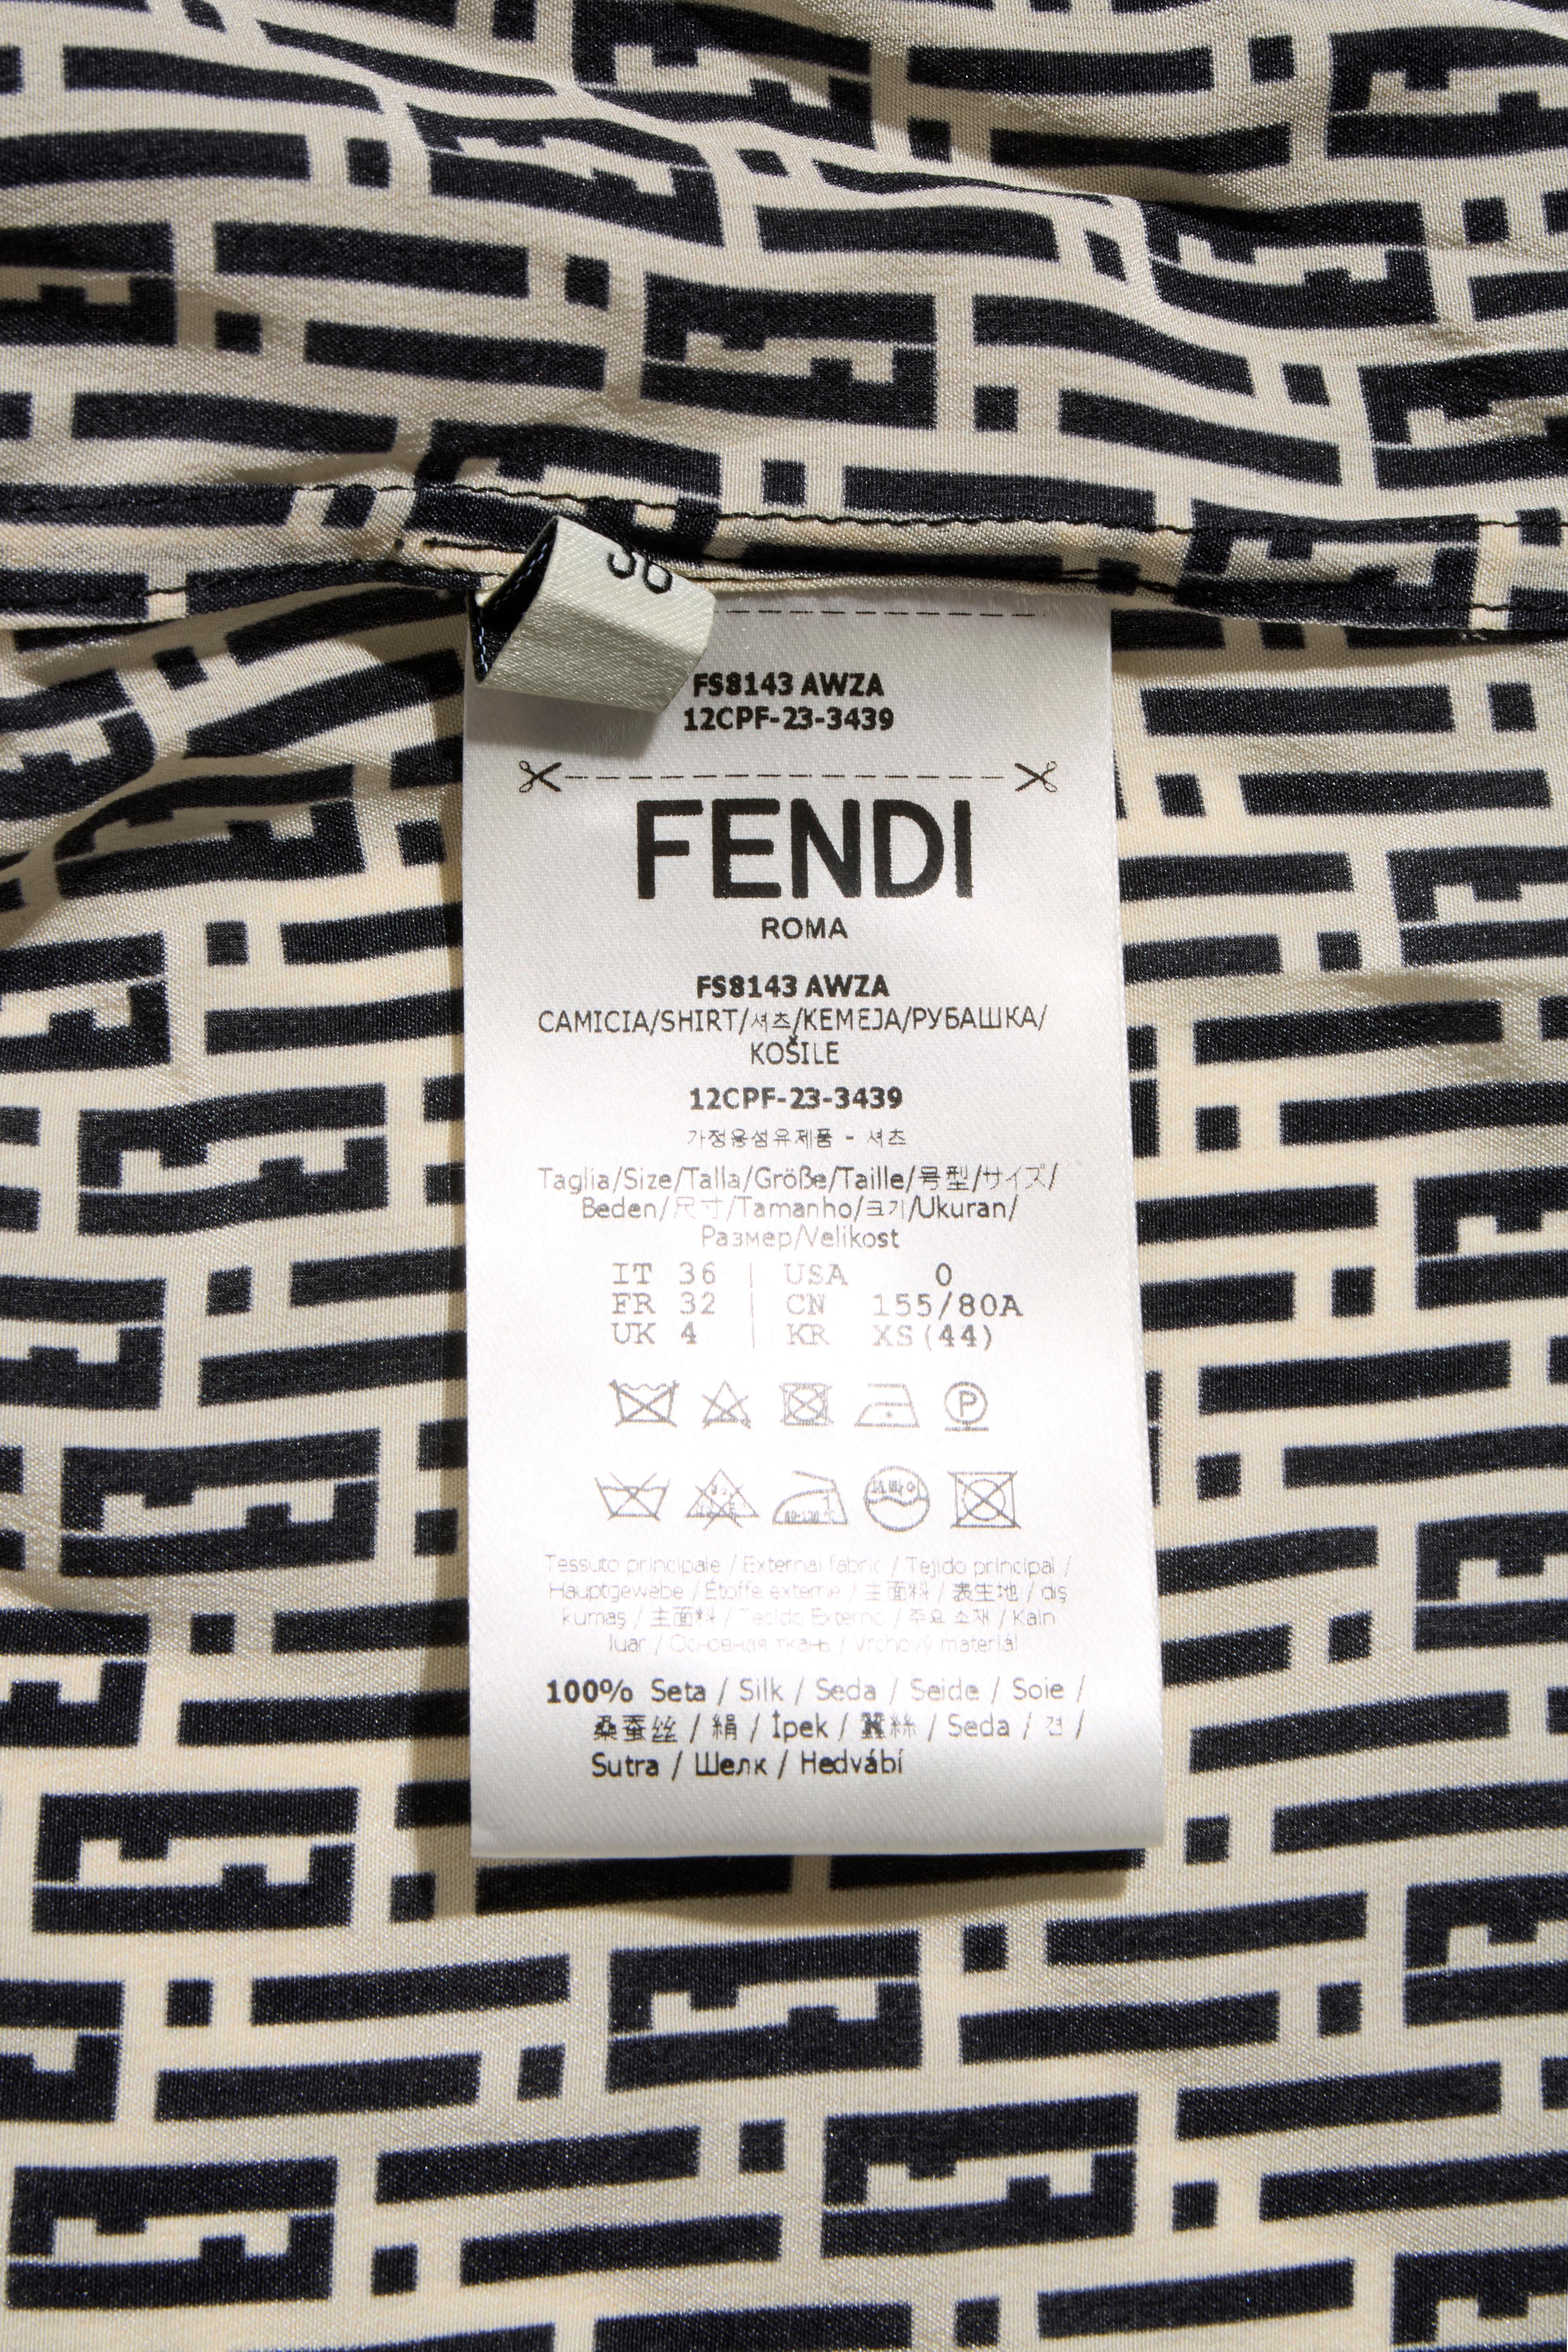 36
FS8143 AWZA
12CPF-23-3439
FENDI
ROMA
FS8143 AWZA
CAMICIA/SHIRT/셔츠/KEMEJA/РУБАШКА/
KOŠILE
12CPF-23-3439
가정용섬유제품 - 셔츠
Taglia/Size/Talla/Größe/Taille/号型/サイズ/
Beden/尺寸/Tamanho/크기/Ukuran/
Размер/Velikost
IT 36 | USA 0
FR 32 | CN 155/80A
UK 4 | KR XS(44)
P
Tessuto principale / External fabric / Tejido principal /
Hauptgewebe / Étoffe externe / 主面料 / 表生地 / dış
kumaş / 主面料 / Tecido Externo / 주요 소재 / Kain
luar / Основная ткань / Vrchový materiál
100% Seta / Silk / Seda / Seide / Soie /
桑蚕丝 / 絹 / İpek / 絲 / Seda / 견 /
Sutra / Шелк / Hedvábí